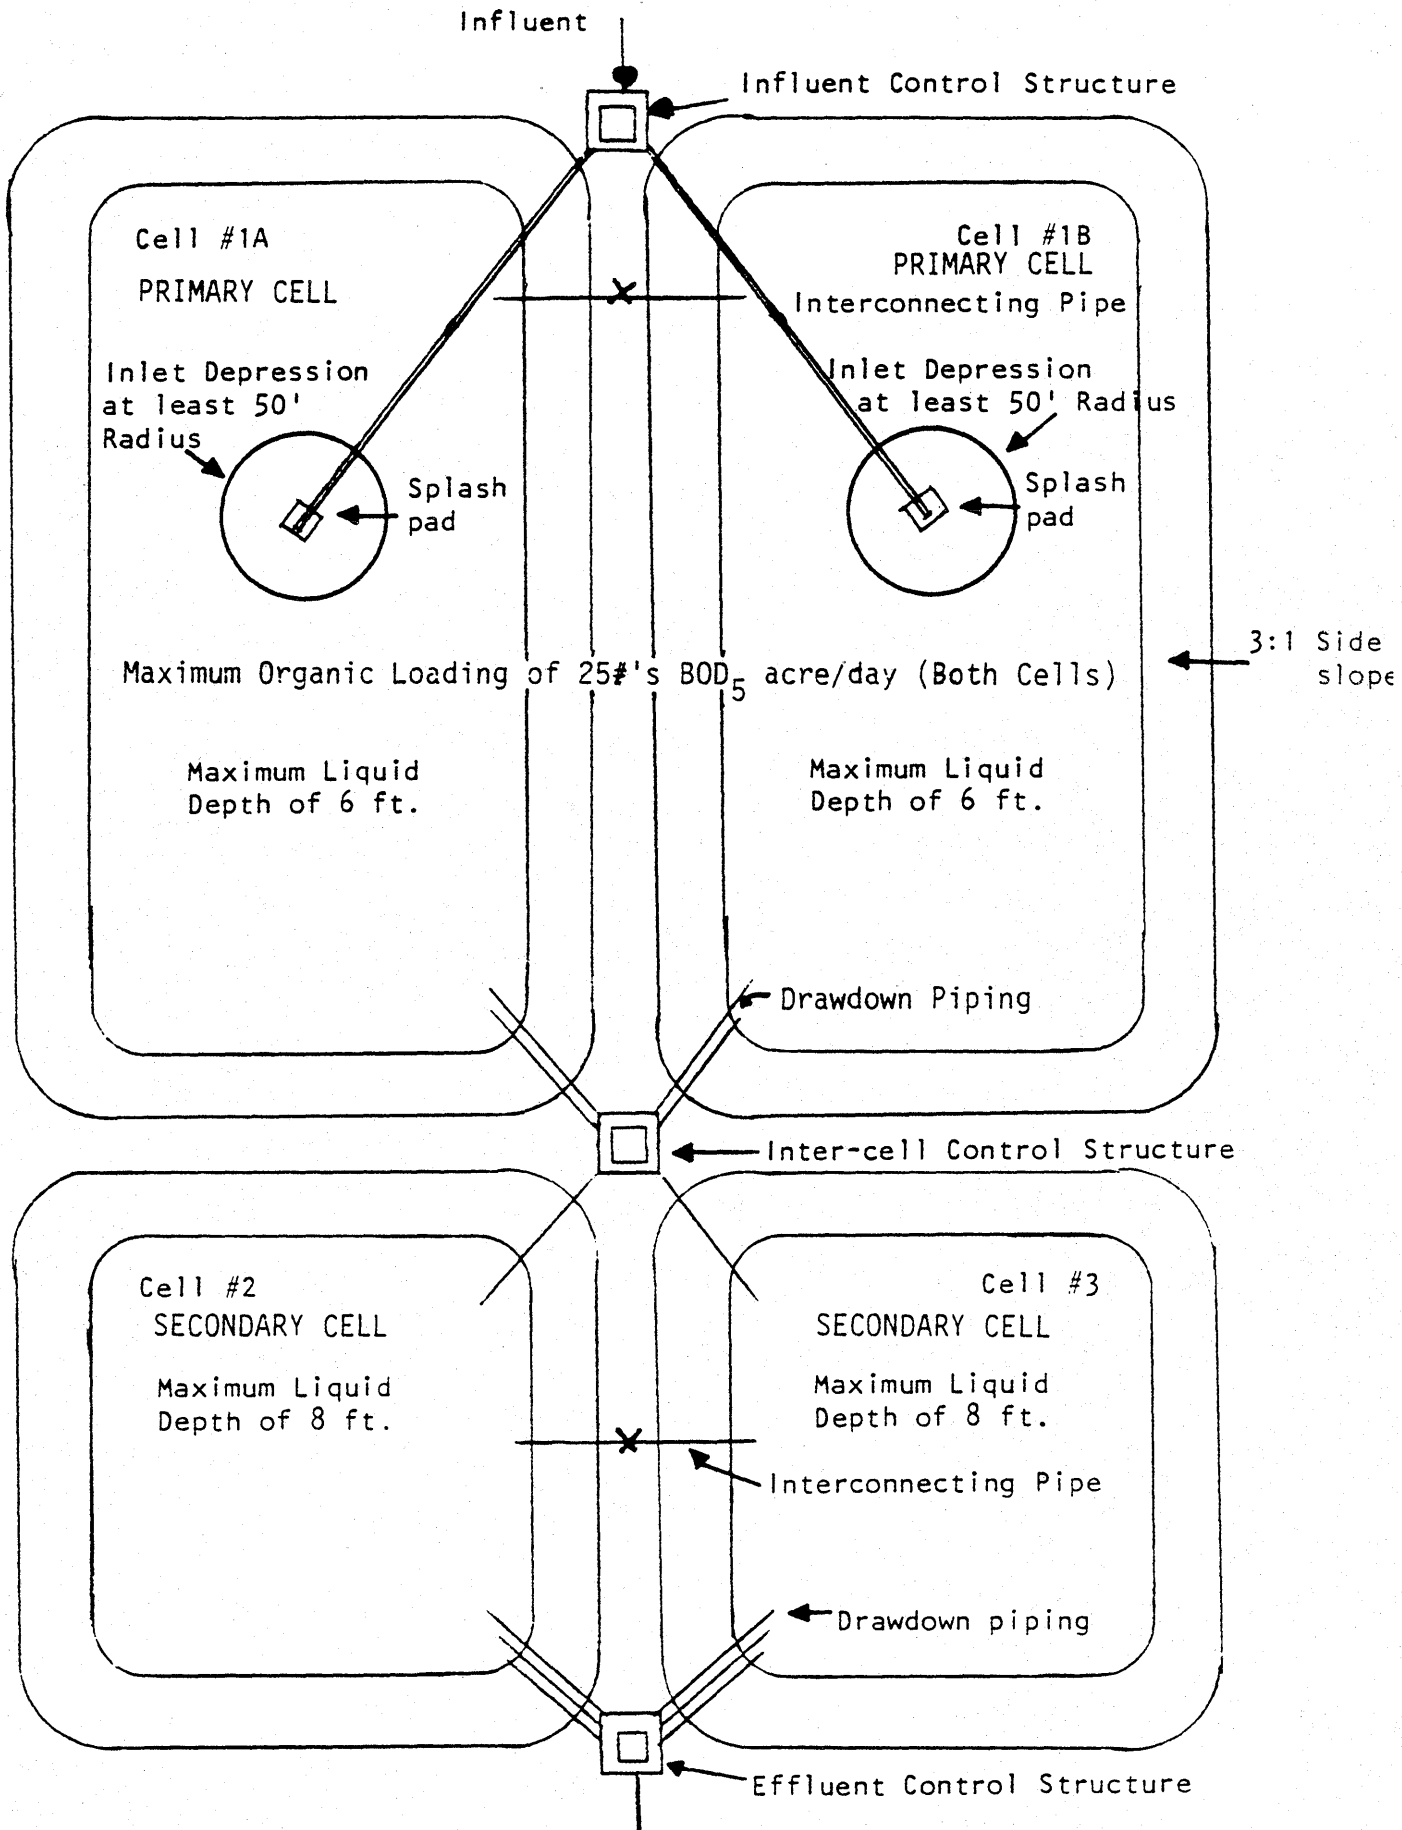 Influent
Influent Control Structure
Cell #1A
PRIMARY CELL
Cell #1B
PRIMARY CELL
Interconnecting Pipe
Inlet Depression
at least 50'
Radius
Inlet Depression
at least 50' Radius
Splash
pad
Splash
pad
3:1 Side
slope
Maximum Organic Loading of 25#'s BOD5 acre/day (Both Cells)
Maximum Liquid
Depth of 6 ft.
Maximum Liquid
Depth of 6 ft.
Drawdown Piping
Inter-cell Control Structure
Cell #2
SECONDARY CELL
Maximum Liquid
Depth of 8 ft.
Cell #3
SECONDARY CELL
Maximum Liquid
Depth of 8 ft.
Interconnecting Pipe
Drawdown piping
Effluent Control Structure